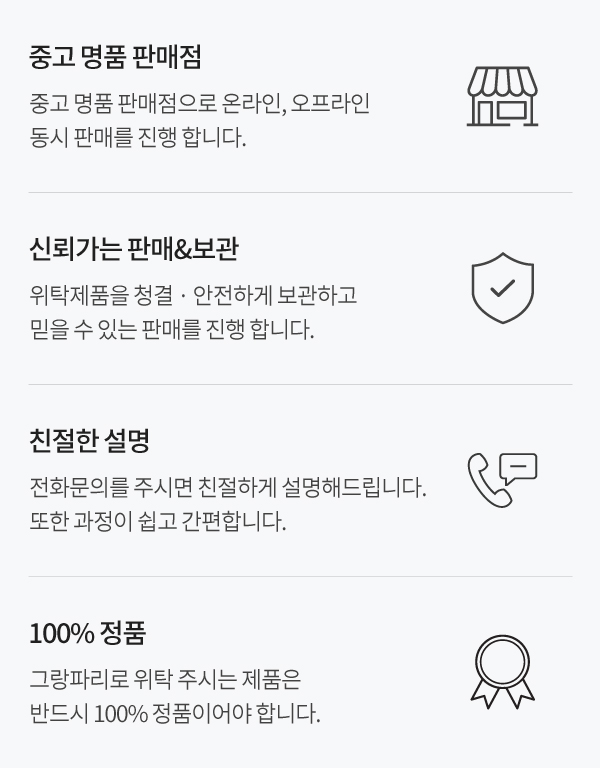 중고 명품 판매점
중고 명품 판매점으로 온라인, 오프라인
동시 판매를 진행 합니다.
신뢰가는 판매&보관
위탁제품을 청결 · 안전하게 보관하고
믿을 수 있는 판매를 진행 합니다.
친절한 설명
전화문의를 주시면 친절하게 설명해드립니다.
또한 과정이 쉽고 간편합니다.
100% 정품
그랑파리로 위탁 주시는 제품은
반드시 100% 정품이어야 합니다.